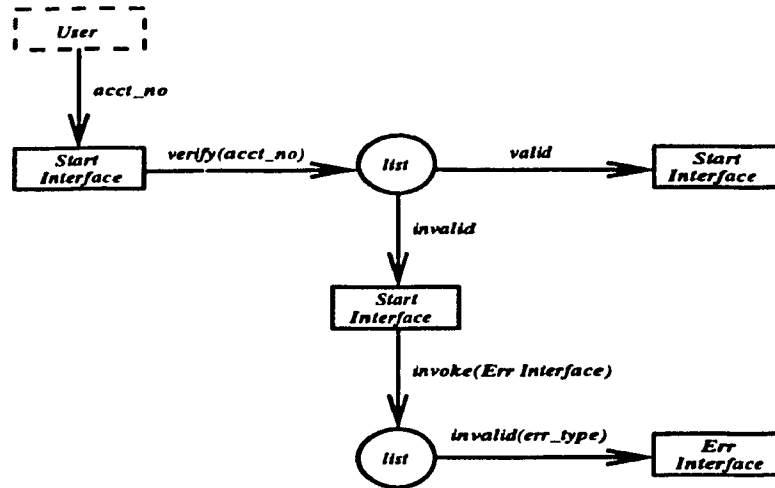 User
acct_no
Start
Interface
verify(acct_no)
list
valid
Start
Interface
invalid
Start
Interface
invoke(Err Interface)
list
invalid(err_type)
Err
Interface